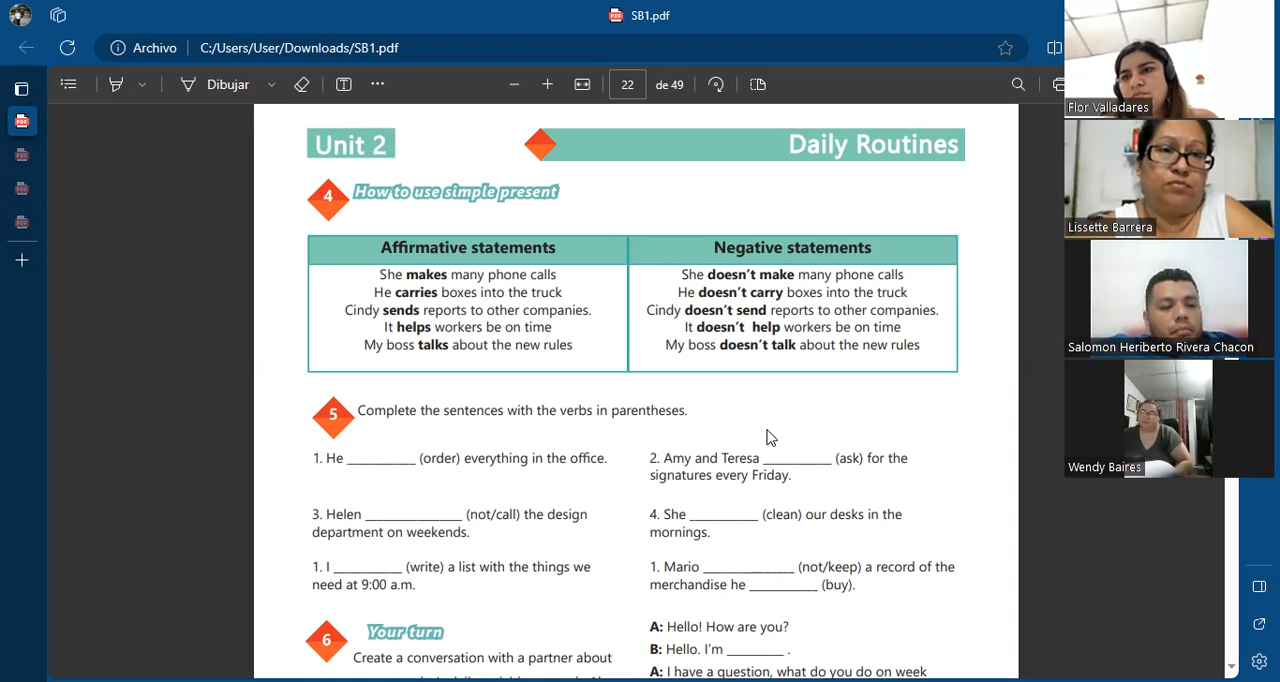 SB1.pdf
Archivo C:/Users/User/Downloads/SB1.pdf
Dibujar
22 de 49
Unit 2
Daily Routines
4 How to use simple present
Affirmative statements
She makes many phone calls
He carries boxes into the truck
Cindy sends reports to other companies.
It helps workers be on time
My boss talks about the new rules
Negative statements
She doesn't make many phone calls
He doesn't carry boxes into the truck
Cindy doesn't send reports to other companies.
It doesn't help workers be on time
My boss doesn't talk about the new rules
5 Complete the sentences with the verbs in parentheses.
1. He __________ (order) everything in the office.
2. Amy and Teresa __________ (ask) for the
signatures every Friday.
3. Helen ______________ (not/call) the design
department on weekends.
4. She __________ (clean) our desks in the
mornings.
1. I __________ (write) a list with the things we
need at 9:00 a.m.
1. Mario _____________ (not/keep) a record of the
merchandise he __________ (buy).
6 Your turn
Create a conversation with a partner about
A: Hello! How are you?
B: Hello. I'm ________ .
A: I have a question, what do you do on week
Flor Valladares
Lissette Barrera
Salomon Heriberto Rivera Chacon
Wendy Baires